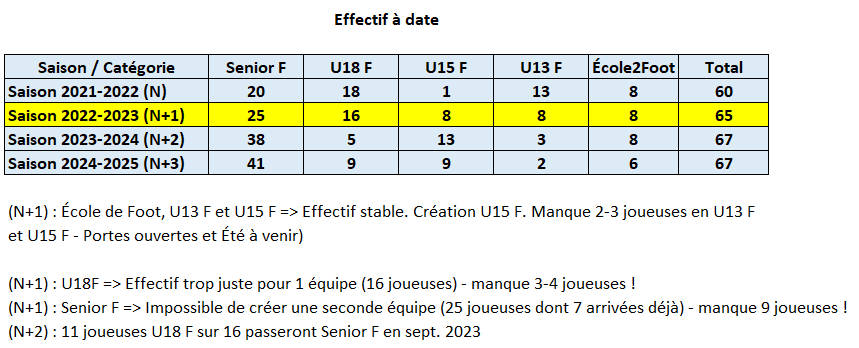 Effectif à date
Saison / Catégorie Senior F U18 F U15 F U13 F École2Foot Total
Saison 2021-2022 (N) 20 18 1 13 8 60
Saison 2022-2023 (N+1) 25 16 8 8 8 65
Saison 2023-2024 (N+2) 38 5 13 3 8 67
Saison 2024-2025 (N+3) 41 9 9 2 6 67
(N+1) : École de Foot, U13 F et U15 F => Effectif stable. Création U15 F. Manque 2-3 joueuses en U13 F
et U15 F - Portes ouvertes et Été à venir)
(N+1) : U18F => Effectif trop juste pour 1 équipe (16 joueuses) - manque 3-4 joueuses !
(N+1) : Senior F => Impossible de créer une seconde équipe (25 joueuses dont 7 arrivées déjà) - manque 9 joueuses !
(N+2) : 11 joueuses U18 F sur 16 passeront Senior F en sept. 2023